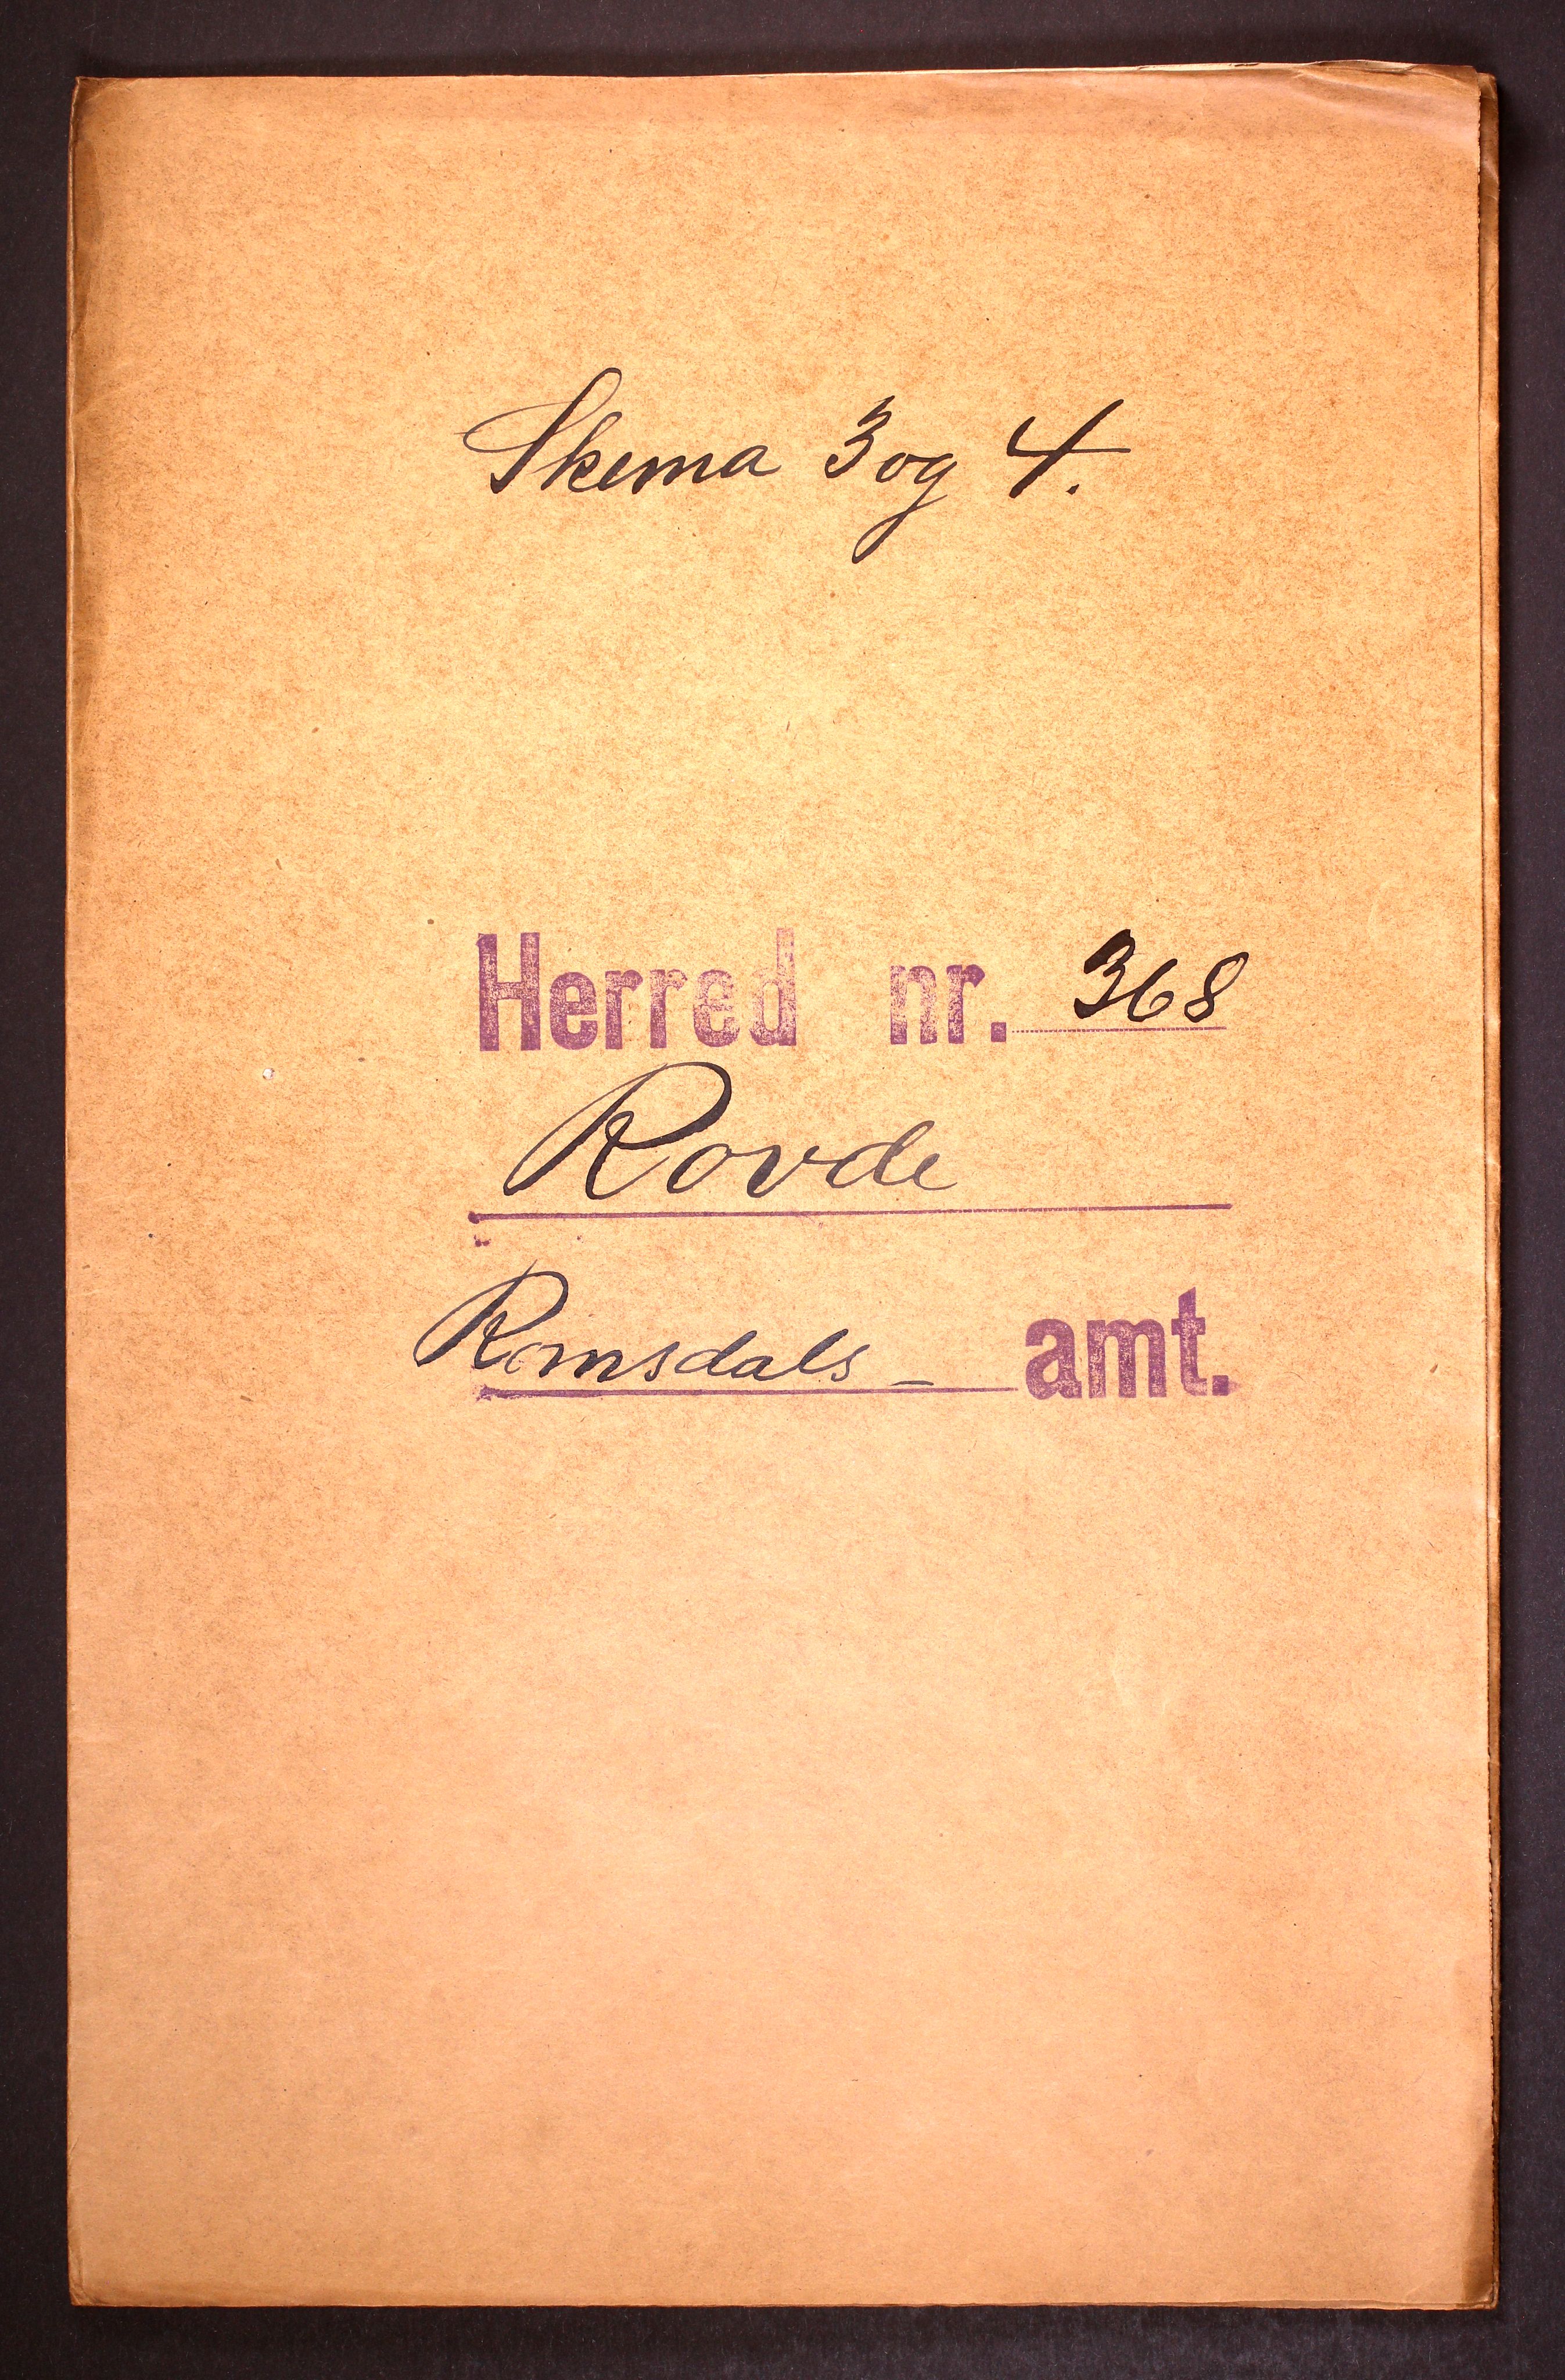 Skema 3 og 4.
Herred nr. 368
Rovde
Romsdals - amt.